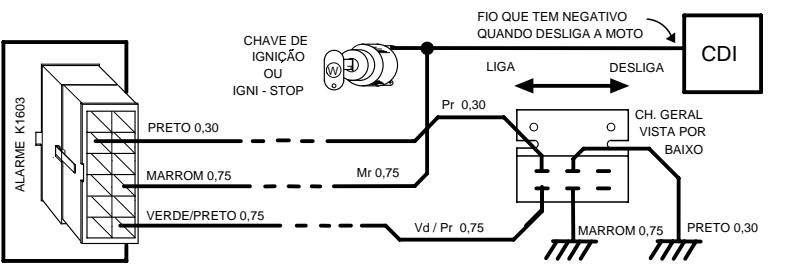 FIO QUE TEM NEGATIVO
QUANDO DESLIGA A MOTO
CDI
CHAVE DE
IGNIÇÃO
OU
IGNI - STOP
W
LIGA
DESLIGA
Pr 0,30
CH. GERAL
VISTA POR
BAIXO
ALARME K1603
PRETO 0,30
MARROM 0,75
Mr 0,75
VERDE/PRETO 0,75
Vd / Pr 0,75
MARROM 0,75
PRETO 0,30